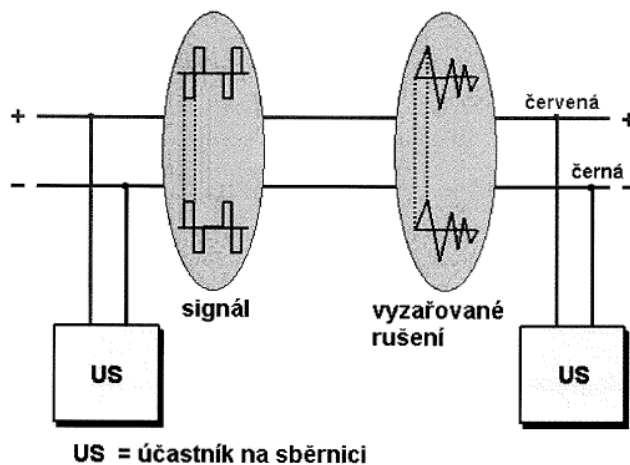 +
červená
+
–
černá
–
signál
vyzařované
rušení
US
US
US = účastník na sběrnici